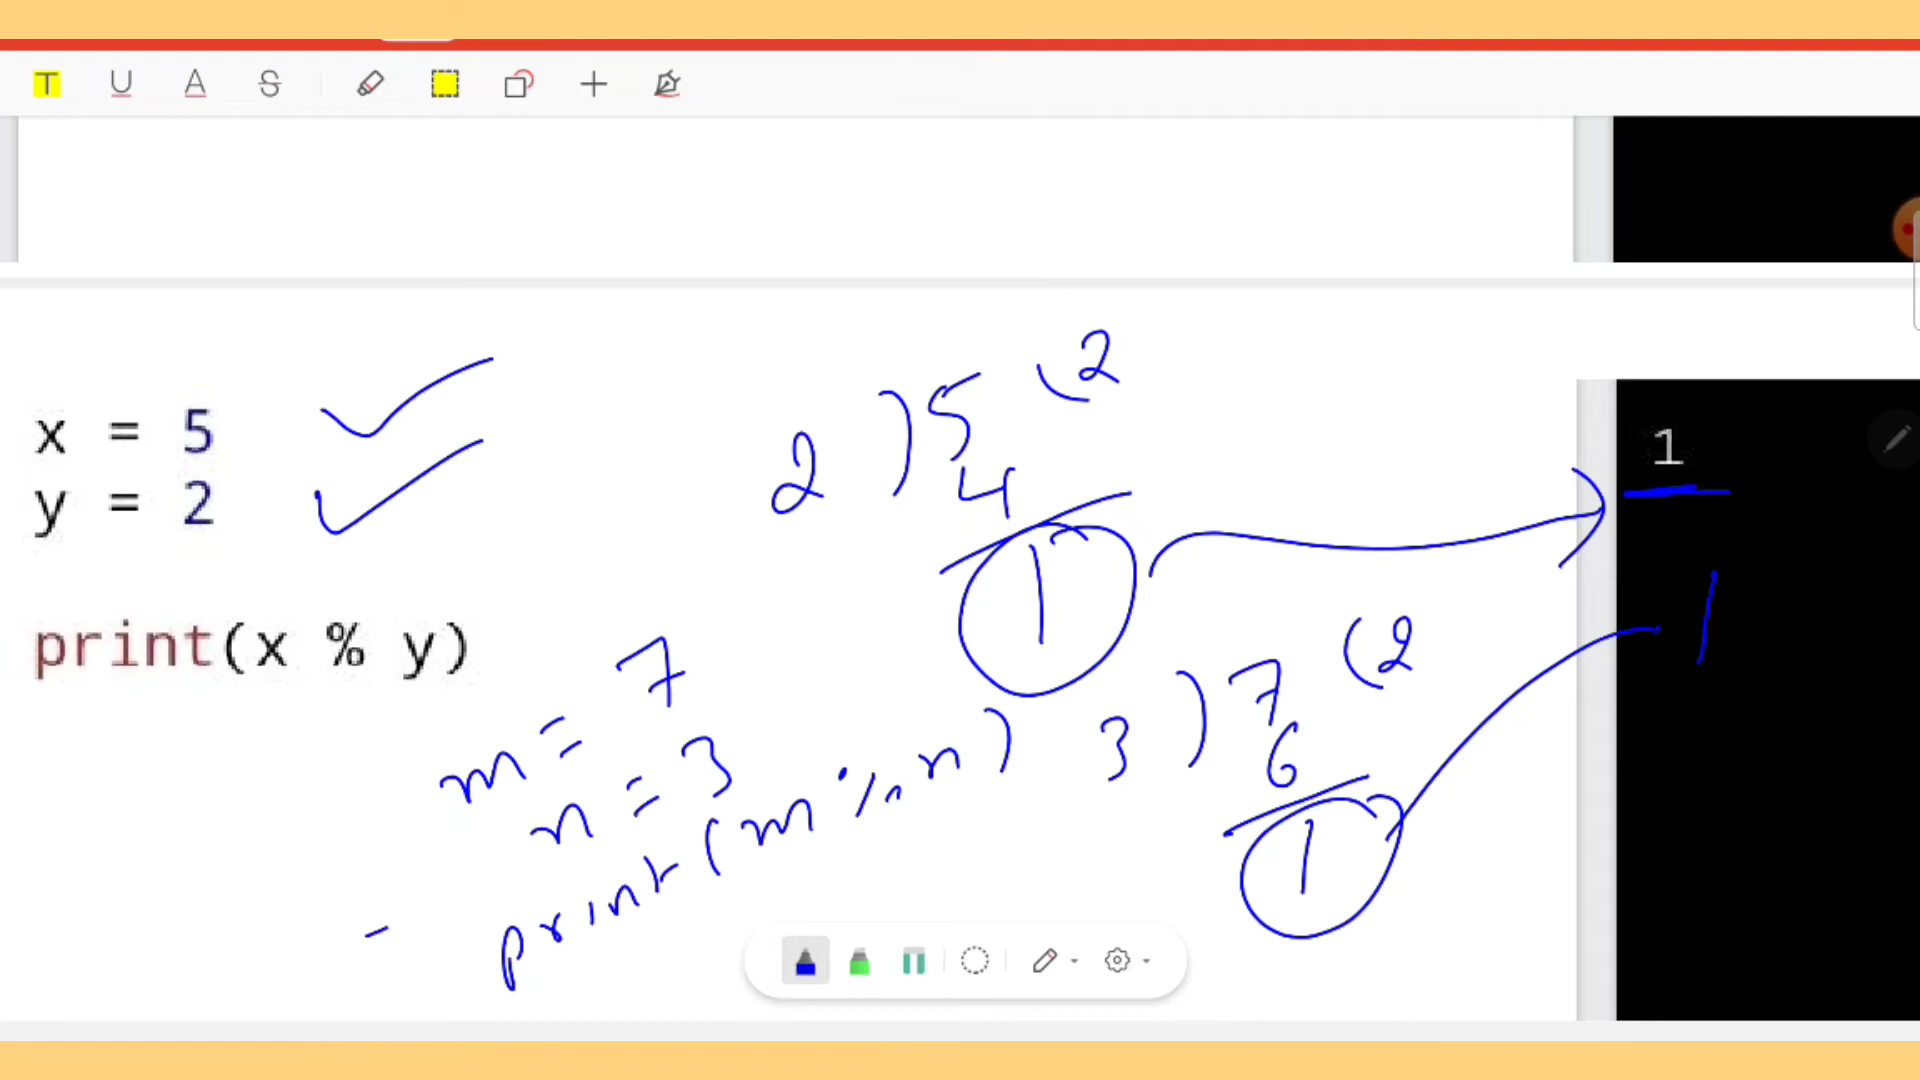 T U A S
x = 5
y = 2
print(x % y)
2 ) 5 ( 2
4
1
1
1
m = 7
n = 3
print(m % n)
3 ) 7 ( 2
6
1